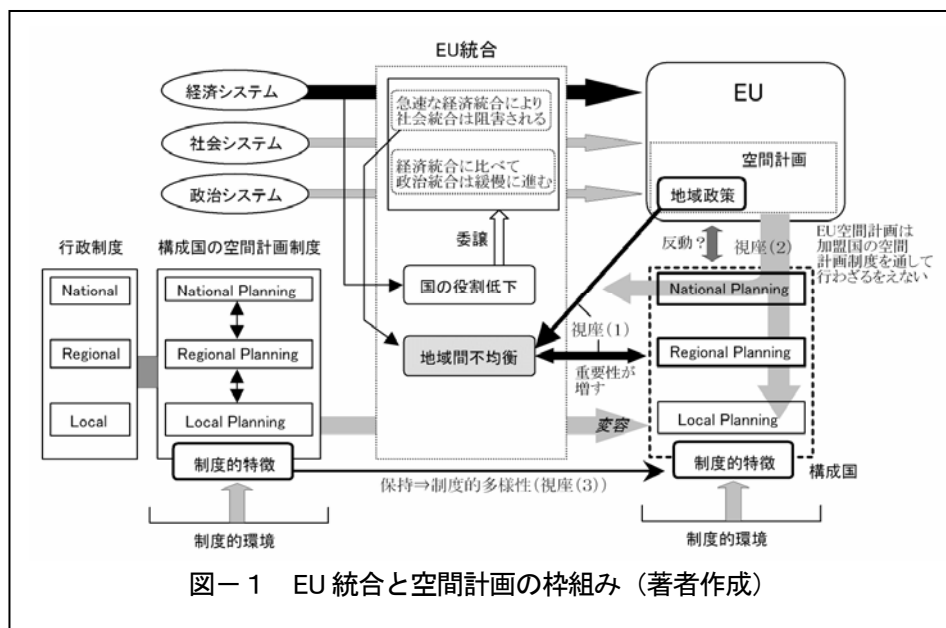 EU統合
経済システム
社会システム
政治システム
急速な経済統合により
社会統合は阻害される
経済統合に比べて
政治統合は緩慢に進む
EU
空間計画
地域政策
委譲
国の役割低下
地域間不均衡
反動?
視座(2)
EU空間計画は
加盟国の空間
計画制度を通して
行わざるをえない
行政制度
National
Regional
Local
構成国の空間計画制度
National Planning
Regional Planning
Local Planning
制度的特徴
制度的環境
視座(1)
重要性が
増す
変容
保持⇒制度的多様性(視座(3))
National Planning
Regional Planning
Local Planning
制度的特徴
構成国
制度的環境
図-1 EU 統合と空間計画の枠組み(著者作成)